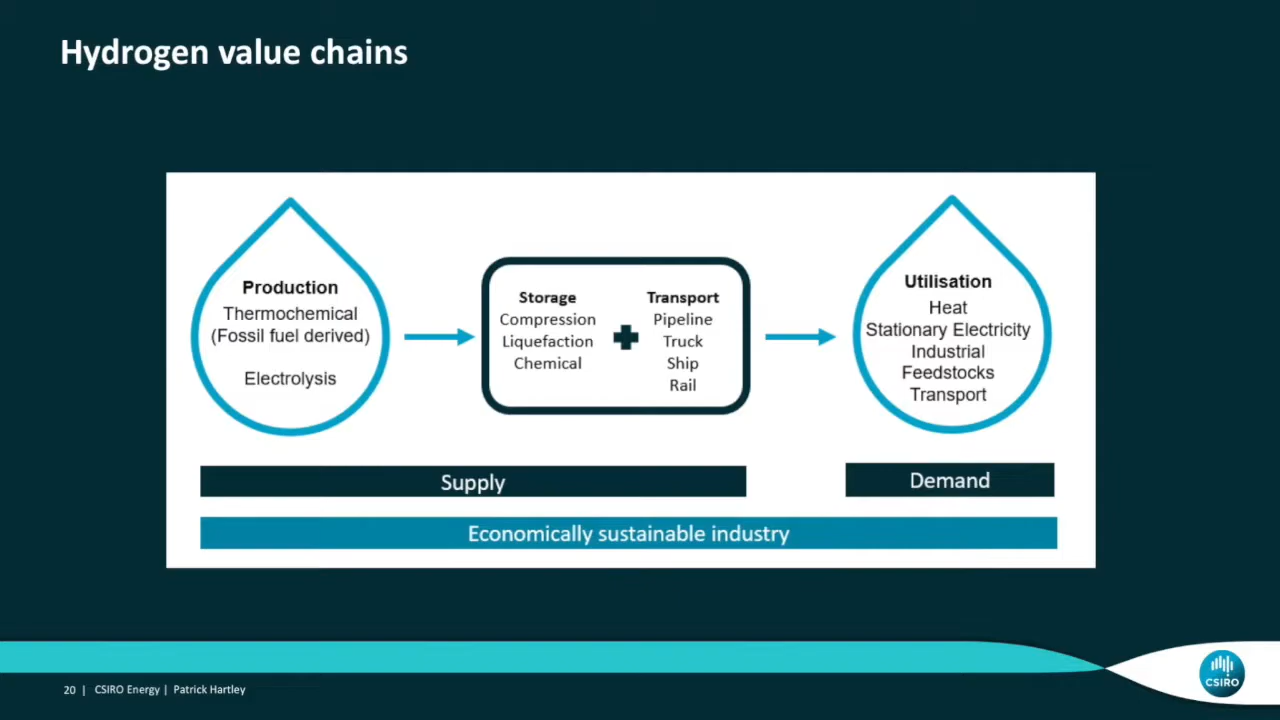 Hydrogen value chains
Production
Thermochemical
(Fossil fuel derived)
Electrolysis
Storage
Compression
Liquefaction
Chemical
Transport
Pipeline
Truck
Ship
Rail
Utilisation
Heat
Stationary Electricity
Industrial
Feedstocks
Transport
Supply
Demand
Economically sustainable industry
20 | CSIRO Energy | Patrick Hartley
CSIRO